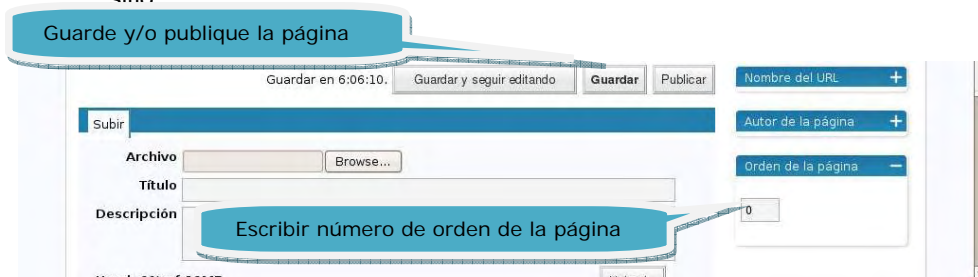 Guarde y/o publique la página
Guardar en 6:06:10. Guardar y seguir editando Guardar Publicar
Nombre del URL +
Subir
Autor de la página +
Archivo Browse...
Orden de la página −
Título
0
Descripción
Escribir número de orden de la página